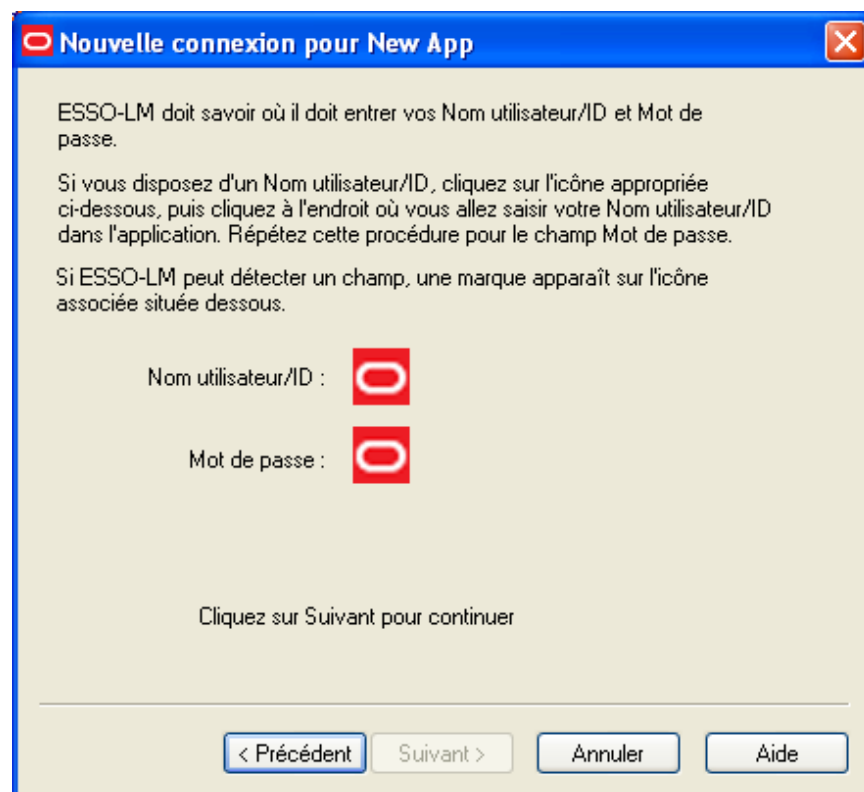 Nouvelle connexion pour New App
ESSO-LM doit savoir où il doit entrer vos Nom utilisateur/ID et Mot de
passe.
Si vous disposez d'un Nom utilisateur/ID, cliquez sur l'icône appropriée
ci-dessous, puis cliquez à l'endroit où vous allez saisir votre Nom utilisateur/ID
dans l'application. Répétez cette procédure pour le champ Mot de passe.
Si ESSO-LM peut détecter un champ, une marque apparaît sur l'icône
associée située dessous.
Nom utilisateur/ID :
Mot de passe :
Cliquez sur Suivant pour continuer
< Précédent Suivant > Annuler Aide